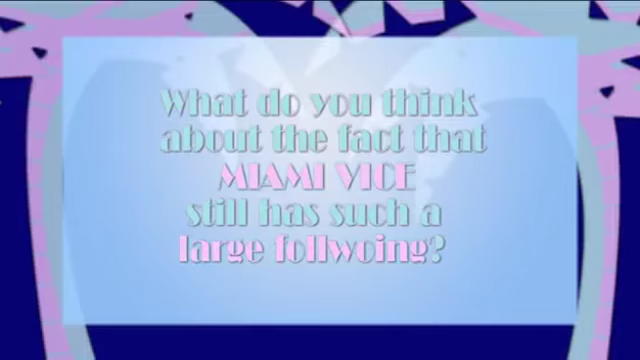 What do you think
about the fact that
MIAMI VICE
still has such a
large follwoing?